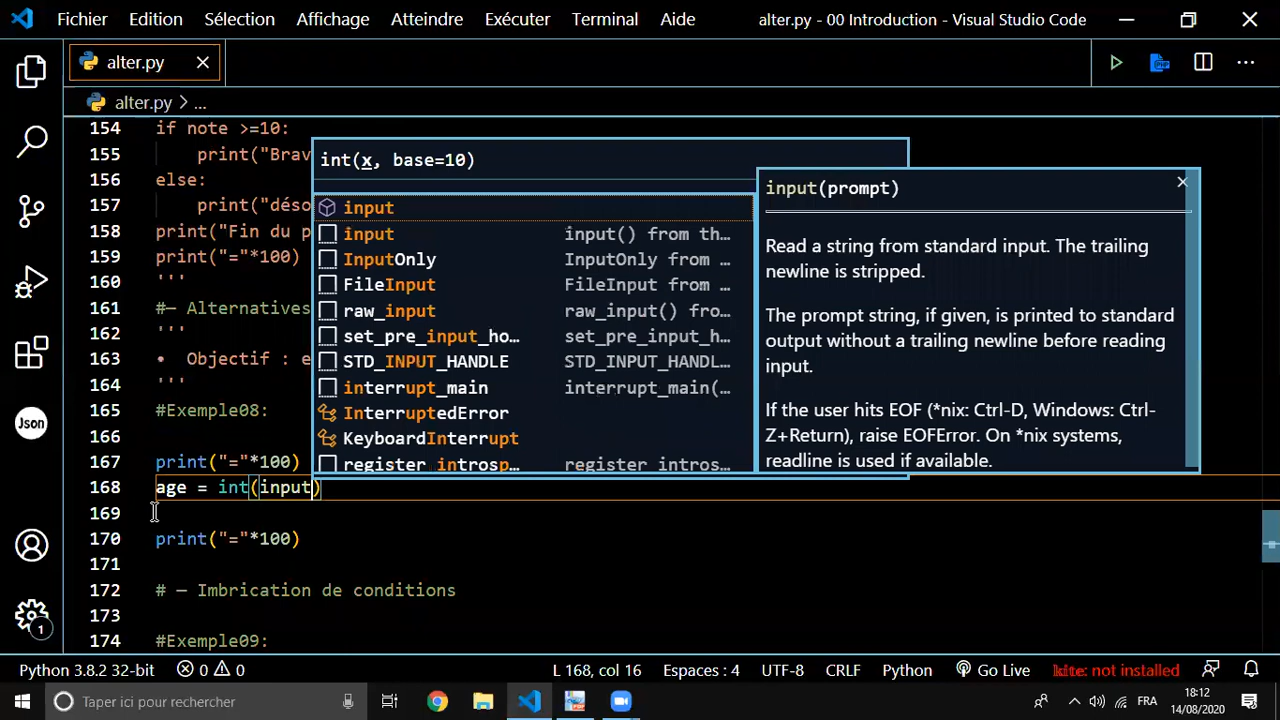 Fichier Edition Sélection Affichage Atteindre Exécuter Terminal Aide alter.py - 00 Introduction - Visual Studio Code
alter.py
alter.py > ...
154 if note >=10:
155 print("Brav
156 else:
157 print("déso
158 print("Fin du p
159 print("="*100)
160 '''
161 #— Alternatives
162 '''
163 • Objectif : e
164 '''
165 #Exemple08:
166
167 print("="*100)
168 age = int(input)
169
170 print("="*100)
171
172 # — Imbrication de conditions
173
174 #Exemple09:
int(x, base=10)
input
input input() from th…
InputOnly InputOnly from …
FileInput FileInput from …
raw_input raw_input() fro…
set_pre_input_ho… set_pre_input_h…
STD_INPUT_HANDLE STD_INPUT_HANDL…
interrupt_main interrupt_main(…
InterruptedError
KeyboardInterrupt
register_introsp… register_intros…
input(prompt)
Read a string from standard input. The trailing
newline is stripped.
The prompt string, if given, is printed to standard
output without a trailing newline before reading
input.
If the user hits EOF (*nix: Ctrl-D, Windows: Ctrl-
Z+Return), raise EOFError. On *nix systems,
readline is used if available.
Json
1
Python 3.8.2 32-bit 0 0 L 168, col 16 Espaces : 4 UTF-8 CRLF Python Go Live kite: not installed
Taper ici pour rechercher
FRA
18:12
14/08/2020